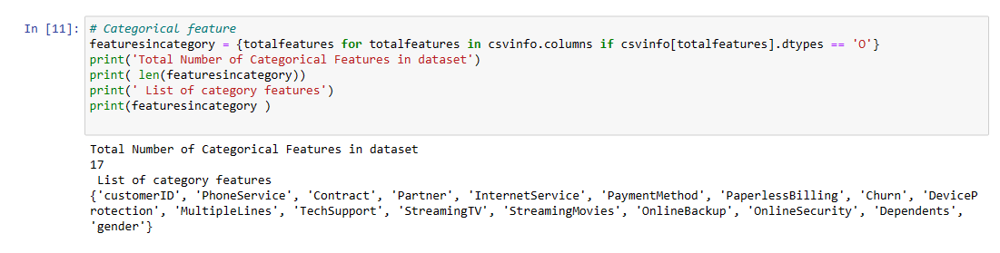 In [11]: # Categorical feature
featuresincategory = {totalfeatures for totalfeatures in csvinfo.columns if csvinfo[totalfeatures].dtypes == 'O'}
print('Total Number of Categorical Features in dataset')
print( len(featuresincategory))
print(' List of category features')
print(featuresincategory )
Total Number of Categorical Features in dataset
17
 List of category features
{'customerID', 'PhoneService', 'Contract', 'Partner', 'InternetService', 'PaymentMethod', 'PaperlessBilling', 'Churn', 'DeviceP
rotection', 'MultipleLines', 'TechSupport', 'StreamingTV', 'StreamingMovies', 'OnlineBackup', 'OnlineSecurity', 'Dependents',
'gender'}